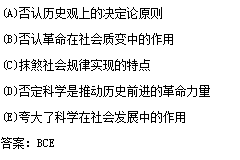 (A)否认历史观上的决定论原则
(B)否认革命在社会质变中的作用
(C)抹煞社会规律实现的特点
(D)否定科学是推动历史前进的革命力量
(E)夸大了科学在社会发展中的作用
答案：BCE